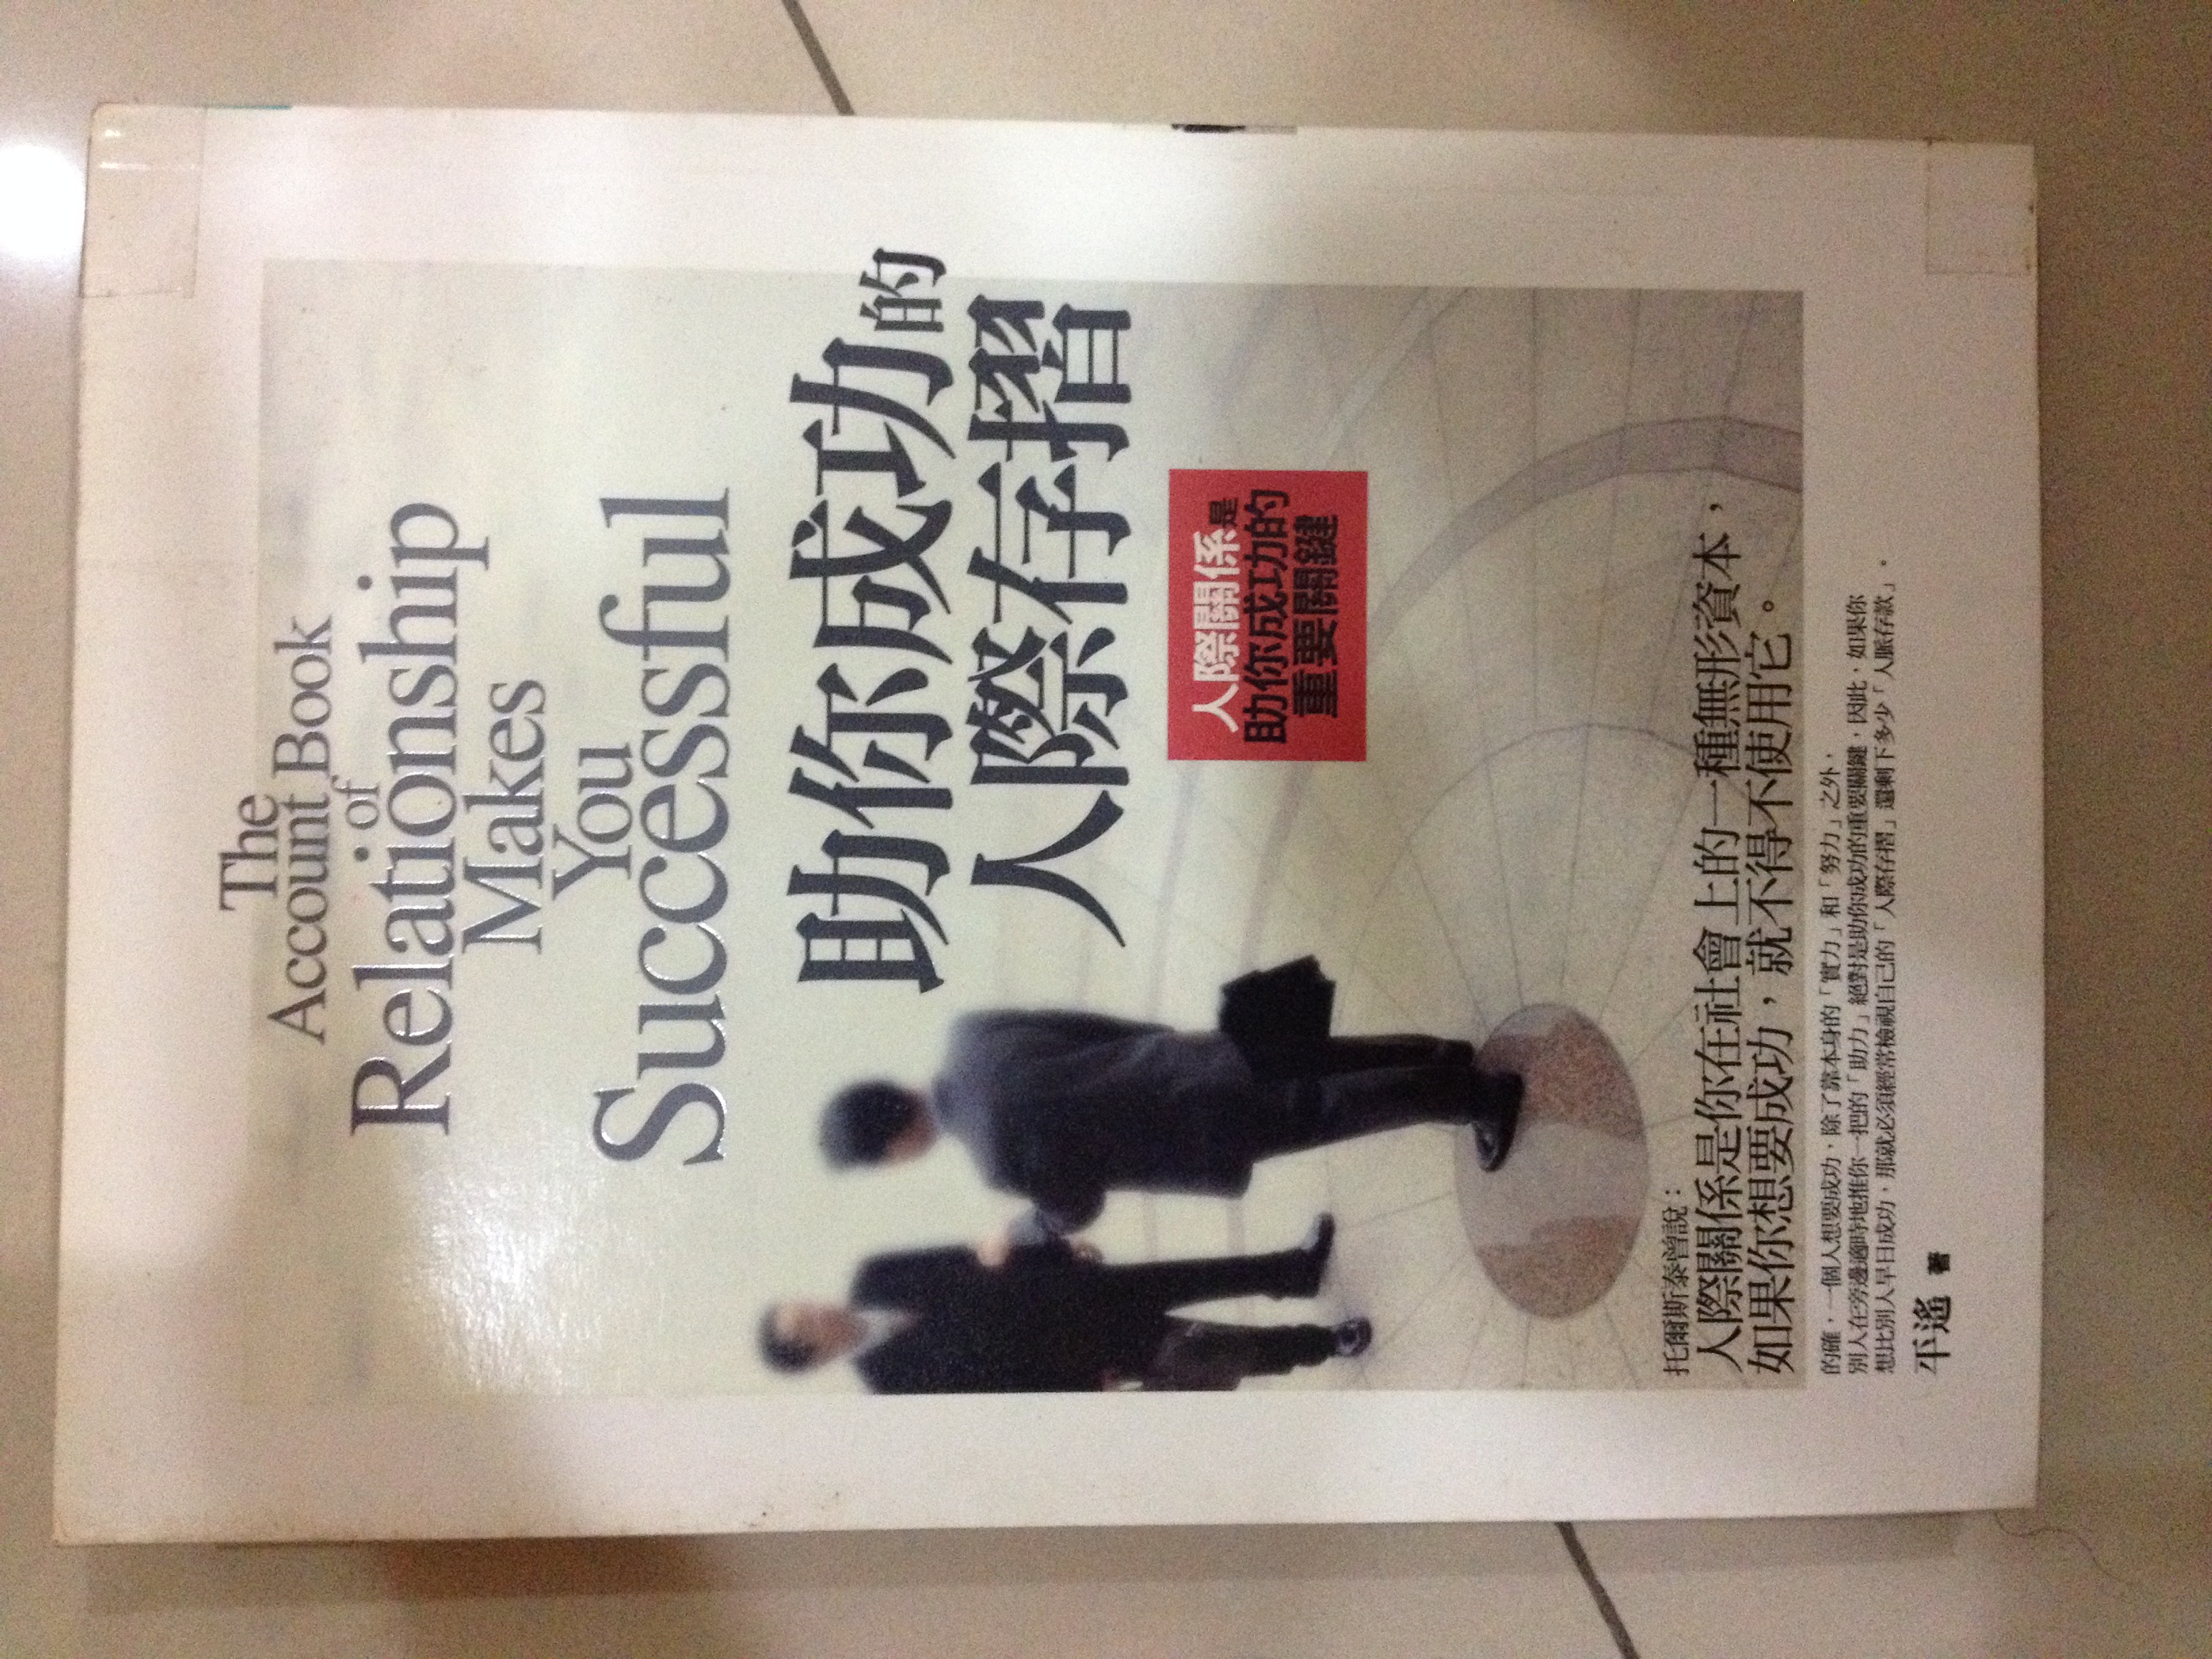 The
Account Book
of
Relationship
Makes
You
Successful
助你成功的
人際存摺
人際關係是
助你成功的
重要關鍵
托爾斯泰曾說：
人際關係是你在社會上的一種無形資本，
如果你想要成功，就不得不使用它。
的確，一個人想要成功，除了靠本身的「實力」和「努力」之外，
別人在旁邊適時地推你一把的「助力」絕對是助你成功的重要關鍵，因此，如果你
想比別人早日成功，那就必須經常檢視自己的「人際存摺」還剩下多少「人脈存款」。
平遙 著